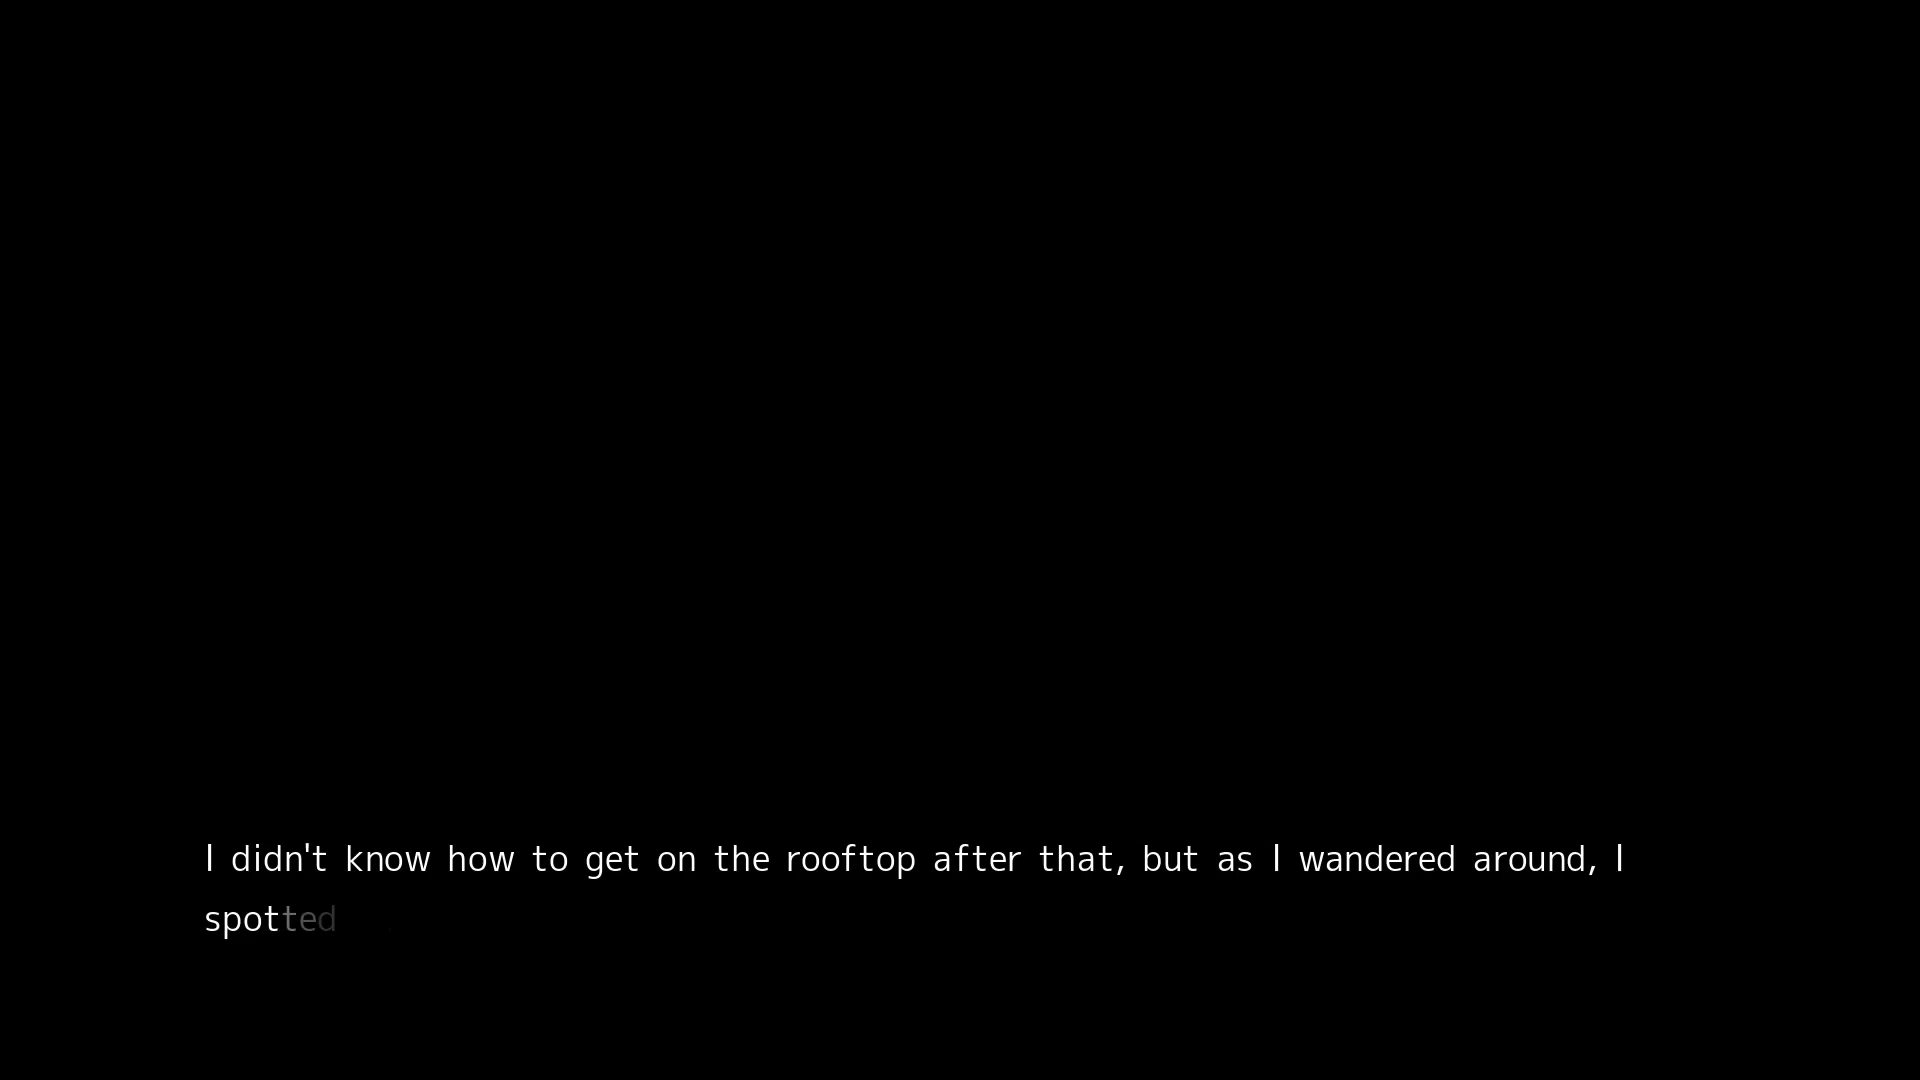 I didn't know how to get on the rooftop after that, but as I wandered around, I
spotted